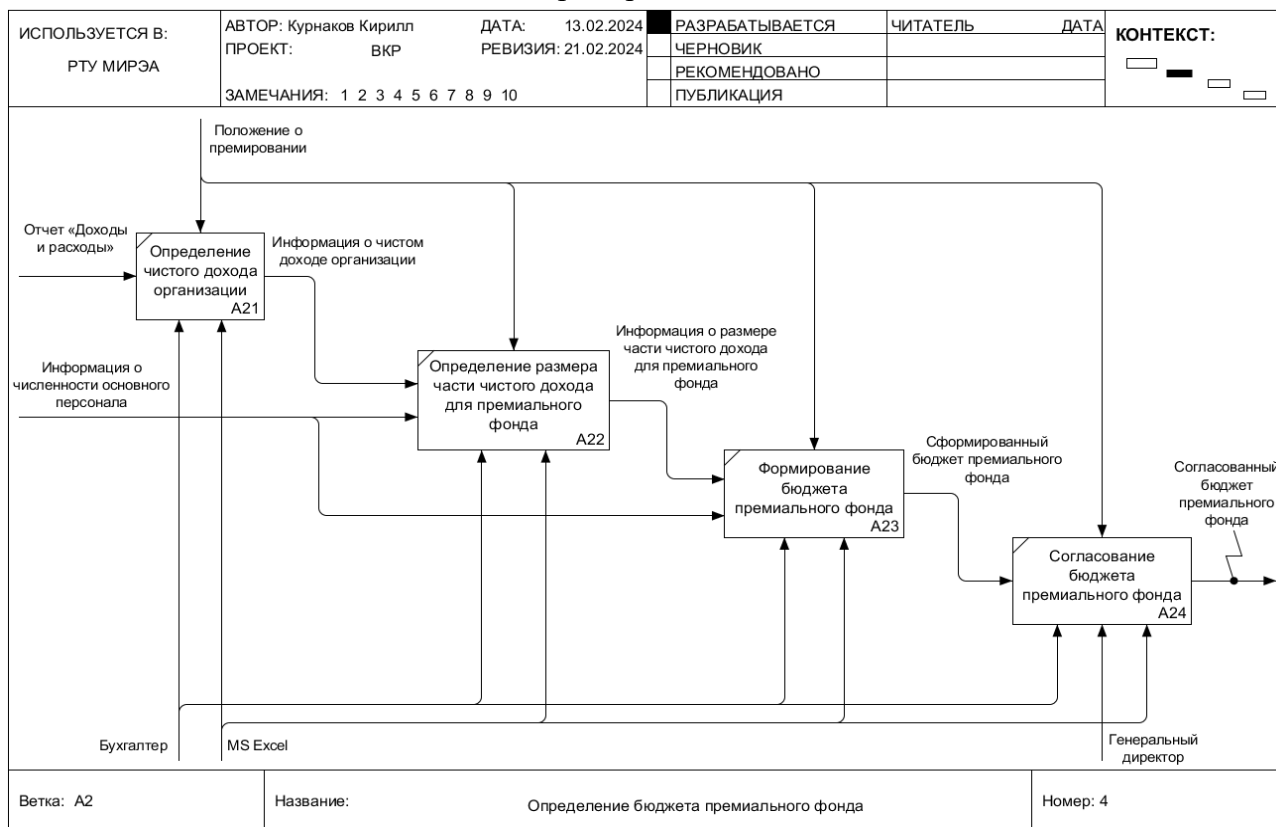 ИСПОЛЬЗУЕТСЯ В:
РТУ МИРЭА
АВТОР: Курнаков Кирилл
ДАТА: 13.02.2024
ПРОЕКТ: ВКР
РЕВИЗИЯ: 21.02.2024
ЗАМЕЧАНИЯ: 1 2 3 4 5 6 7 8 9 10
РАЗРАБАТЫВАЕТСЯ
ЧЕРНОВИК
РЕКОМЕНДОВАНО
ПУБЛИКАЦИЯ
ЧИТАТЕЛЬ
ДАТА
КОНТЕКСТ:
Положение о
премировании
Отчет «Доходы
и расходы»
Определение
чистого дохода
организации
A21
Информация о чистом
доходе организации
Информация о
численности основного
персонала
Определение размера
части чистого дохода
для премиального
фонда
A22
Информация о размере
части чистого дохода
для премиального
фонда
Формирование
бюджета
премиального фонда
A23
Сформированный
бюджет премиального
фонда
Согласование
бюджета
премиального фонда
A24
Согласованный
бюджет
премиального
фонда
Бухгалтер
MS Excel
Генеральный
директор
Ветка: A2
Название:
Определение бюджета премиального фонда
Номер: 4